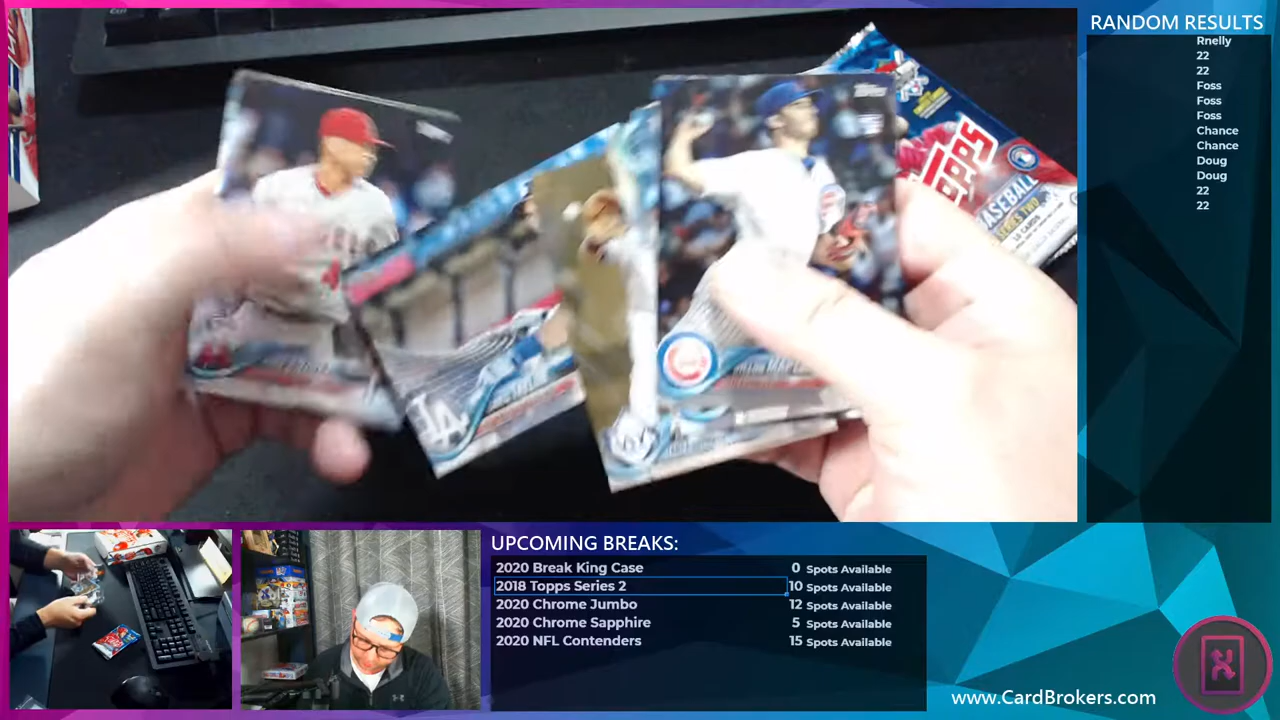 RANDOM RESULTS
Rnelly
22
22
Foss
Foss
Foss
Chance
Chance
Doug
Doug
22
22
topps
TOPPS
BASEBALL
SERIES TWO
LA
UPCOMING BREAKS:
2020 Break King Case 0 Spots Available
2018 Topps Series 2 10 Spots Available
2020 Chrome Jumbo 12 Spots Available
2020 Chrome Sapphire 5 Spots Available
2020 NFL Contenders 15 Spots Available
www.CardBrokers.com